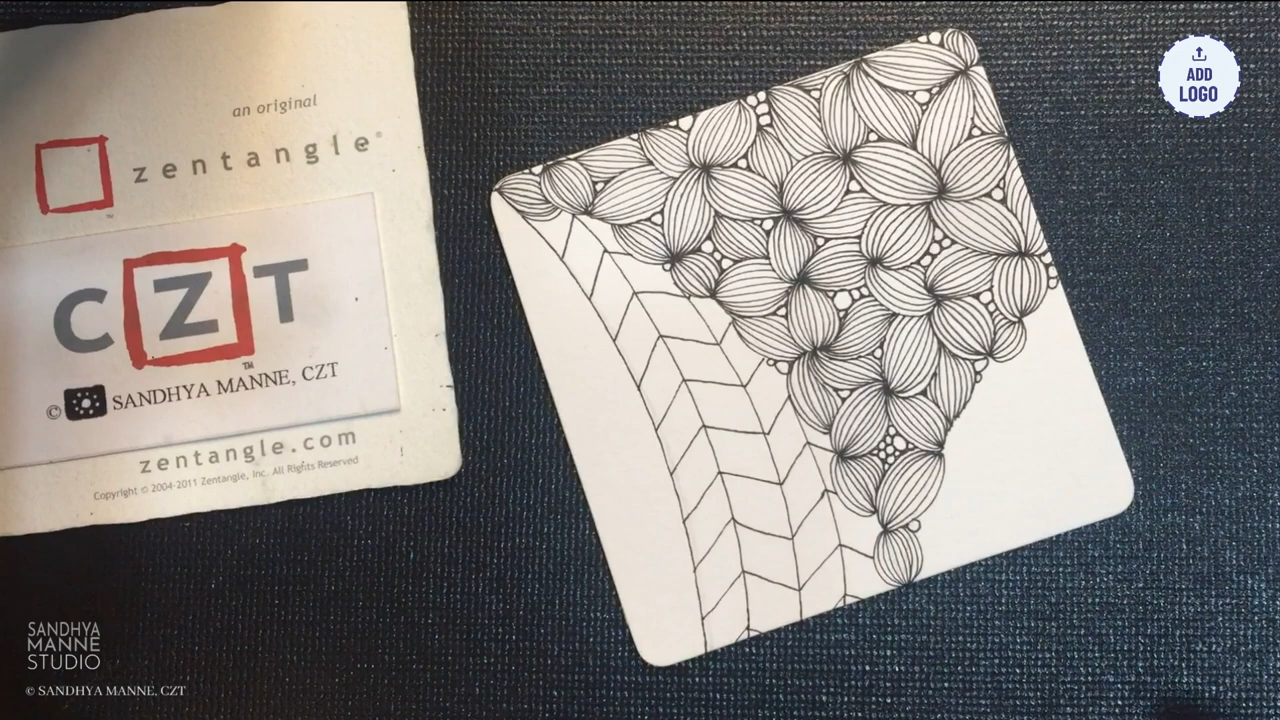 an original
zentangle®
™
CZT
™
© SANDHYA MANNE, CZT
zentangle.com
Copyright © 2004-2011 Zentangle, Inc. All Rights Reserved
ADD
LOGO
SANDHYA
MANNE
STUDIO
© SANDHYA MANNE, CZT